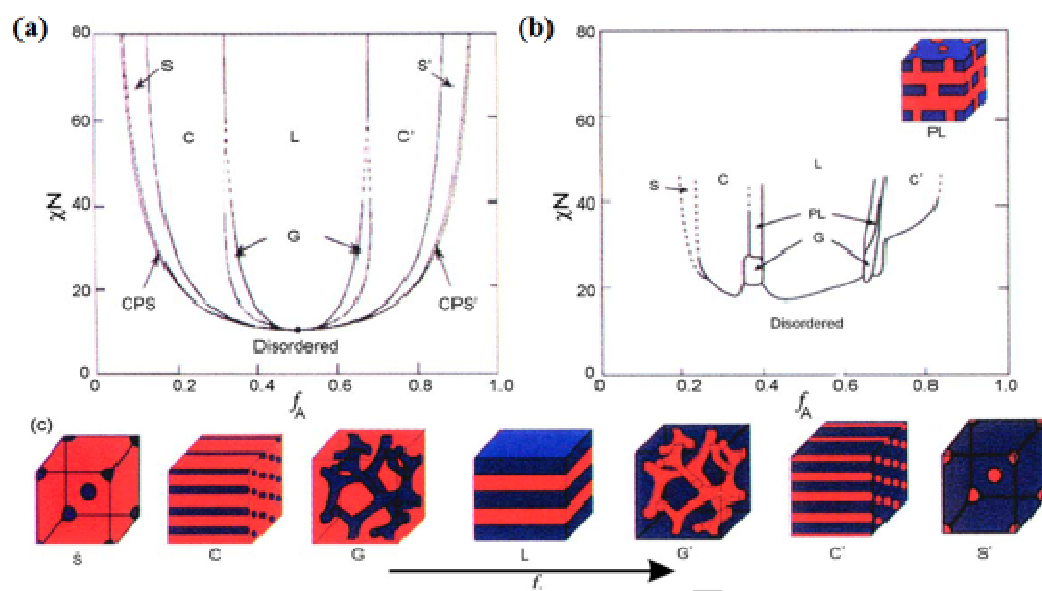 (a)
80
60
40
20
0
χN
S
S'
C
L
C'
G
CPS
CPS'
Disordered
0 0.2 0.4 0.6 0.8 1.0
fA
(b)
80
60
40
20
0
χN
PL
L
S
C
C'
PL
G
Disordered
0 0.2 0.4 0.6 0.8 1.0
fA
(c)
S C G L G' C' S'